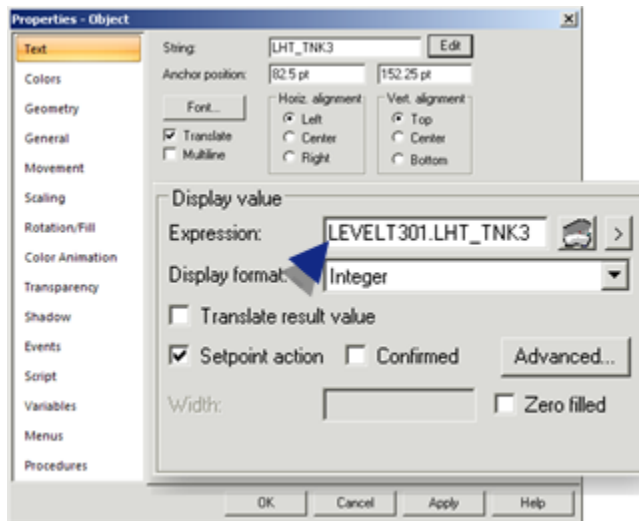 Properties - Object
Text
Colors
Geometry
General
Movement
Scaling
Rotation/Fill
Color Animation
Transparency
Shadow
Events
Script
Variables
Menus
Procedures
String: LHT_TNK3 Edit
Anchor position: 82.5 pt 152.25 pt
Font... Horiz. alignment Vert. alignment
Left Top
Translate Center Center
Multiline Right Bottom
Display value
Expression: LEVELT301.LHT_TNK3 >
Display format: Integer
Translate result value
Setpoint action Confirmed Advanced...
Width: Zero filled
OK Cancel Apply Help